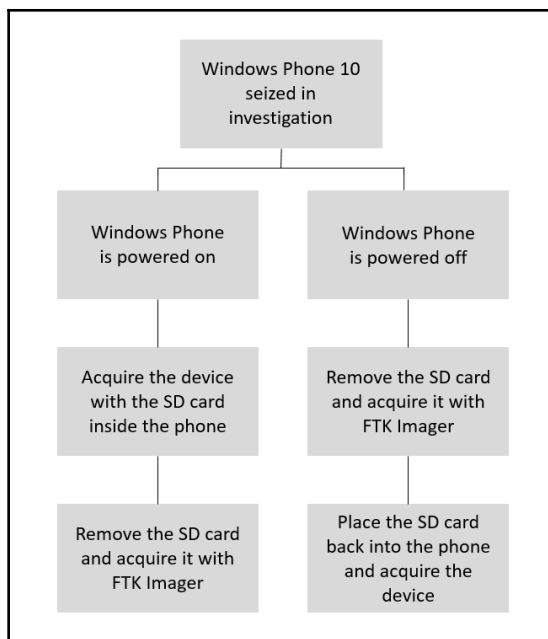 Windows Phone 10
seized in
investigation
Windows Phone
is powered on
Windows Phone
is powered off
Acquire the device
with the SD card
inside the phone
Remove the SD card
and acquire it with
FTK Imager
Remove the SD card
and acquire it with
FTK Imager
Place the SD card
back into the phone
and acquire the
device